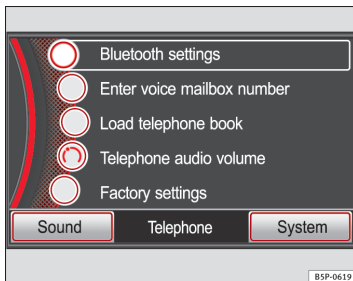 Bluetooth settings
Enter voice mailbox number
Load telephone book
Telephone audio volume
Factory settings
Sound Telephone System
B5P-0619